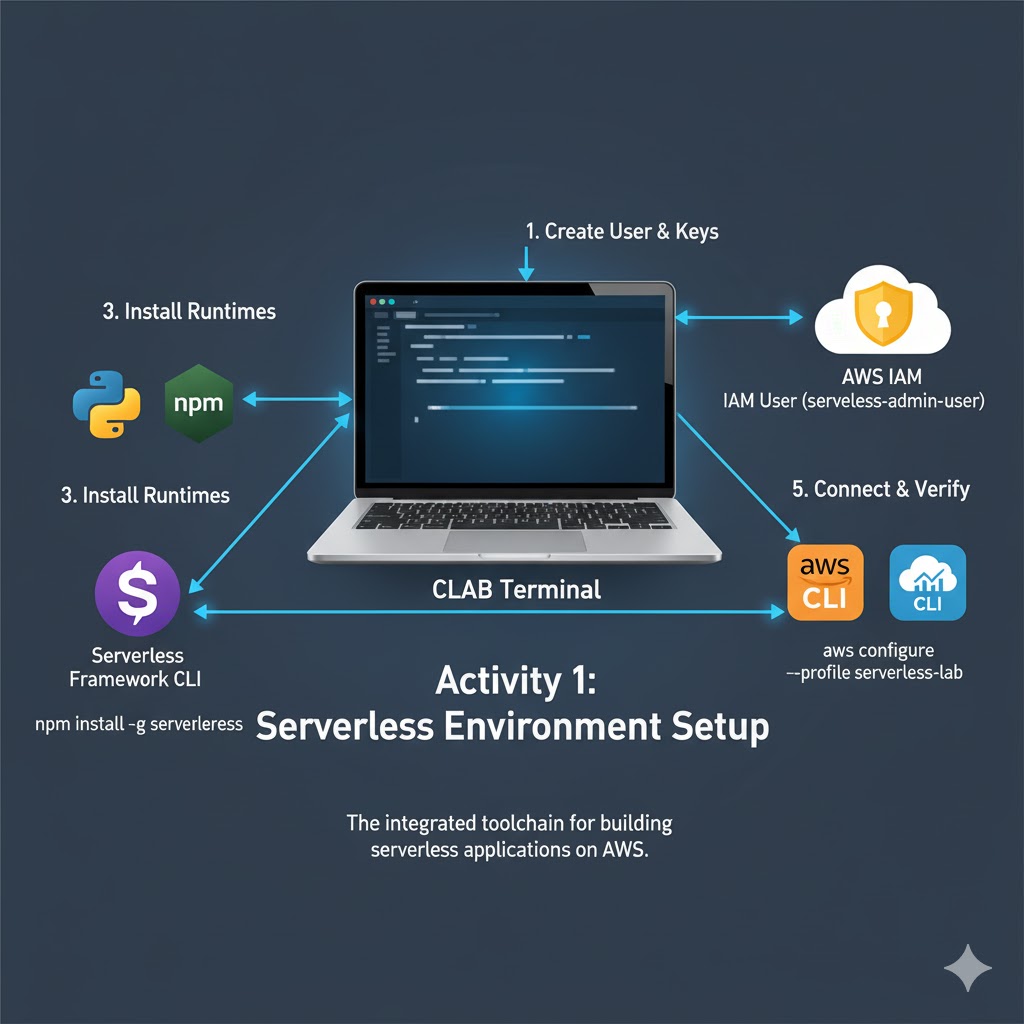 1. Create User & Keys
3. Install Runtimes
npm
AWS IAM
IAM User (serveless-admin-user)
3. Install Runtimes
5. Connect & Verify
$
aws
CLI
CLI
CLAB Terminal
Serverless
Framework CLI
npm install -g serverleress
aws configure
--profile serverless-lab
Activity 1:
Serverless Environment Setup
The integrated toolchain for building
serverless applications on AWS.